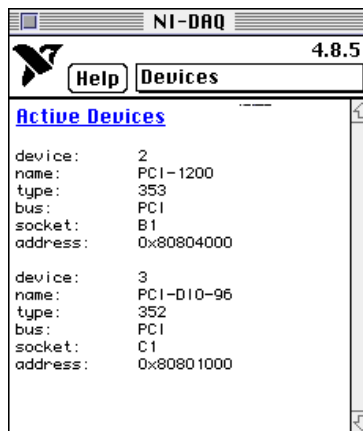 NI-DAQ
4.8.5
Help Devices
Active Devices
device: 2
name: PCI-1200
type: 353
bus: PCI
socket: B1
address: 0x80804000
device: 3
name: PCI-DIO-96
type: 352
bus: PCI
socket: C1
address: 0x80801000